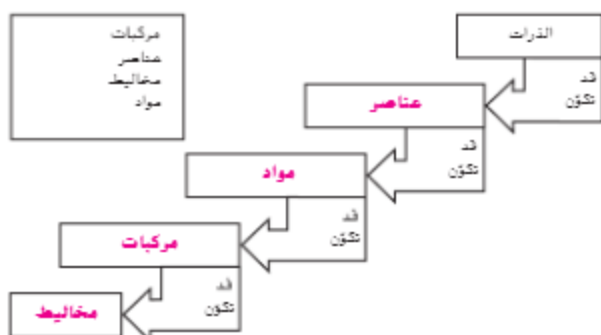 مركبات
عناصر
مخاليط
مواد
الذرات
قد
تكوّن
عناصر
قد
تكوّن
مواد
قد
تكوّن
مركبات
قد
تكوّن
مخاليط